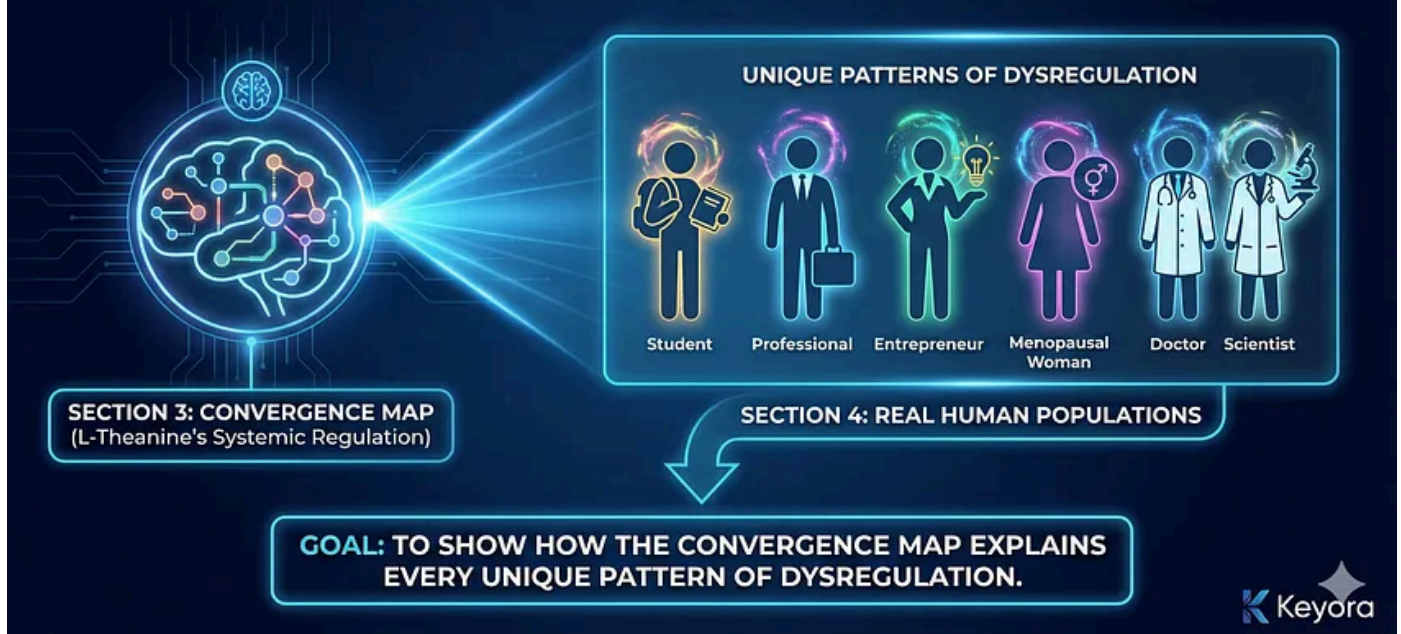 UNIQUE PATTERNS OF DYSREGULATION
Student
Professional
Entrepreneur
Menopausal
Woman
Doctor
Scientist
SECTION 3: CONVERGENCE MAP
(L-Theanine's Systemic Regulation)
SECTION 4: REAL HUMAN POPULATIONS
GOAL: TO SHOW HOW THE CONVERGENCE MAP EXPLAINS
EVERY UNIQUE PATTERN OF DYSREGULATION.
Keyora